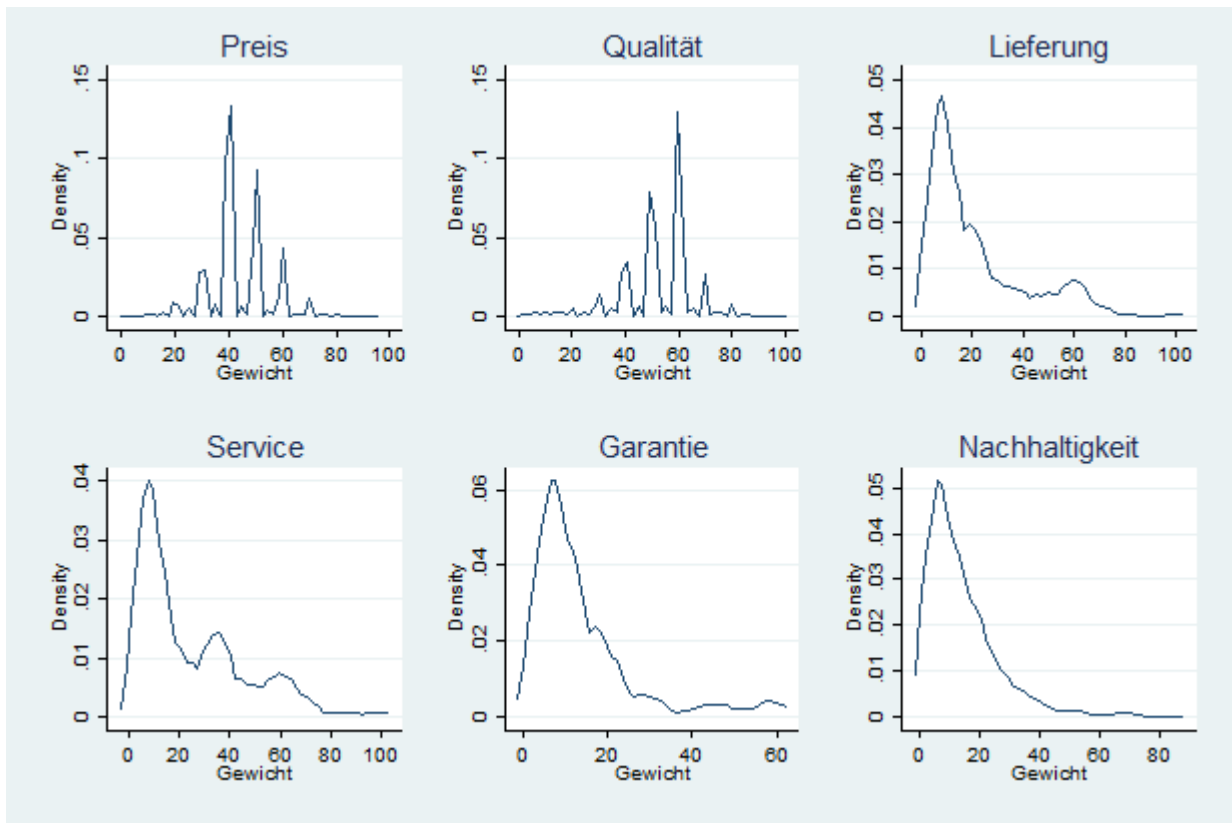 Preis
Density
0 .05 .1 .15
0 20 40 60 80 100
Gewicht
Qualität
Density
0 .05 .1 .15
0 20 40 60 80 100
Gewicht
Lieferung
Density
0 .01 .02 .03 .04 .05
0 20 40 60 80 100
Gewicht
Service
Density
0 .01 .02 .03 .04
0 20 40 60 80 100
Gewicht
Garantie
Density
0 .02 .04 .06
0 20 40 60
Gewicht
Nachhaltigkeit
Density
0 .01 .02 .03 .04 .05
0 20 40 60 80
Gewicht